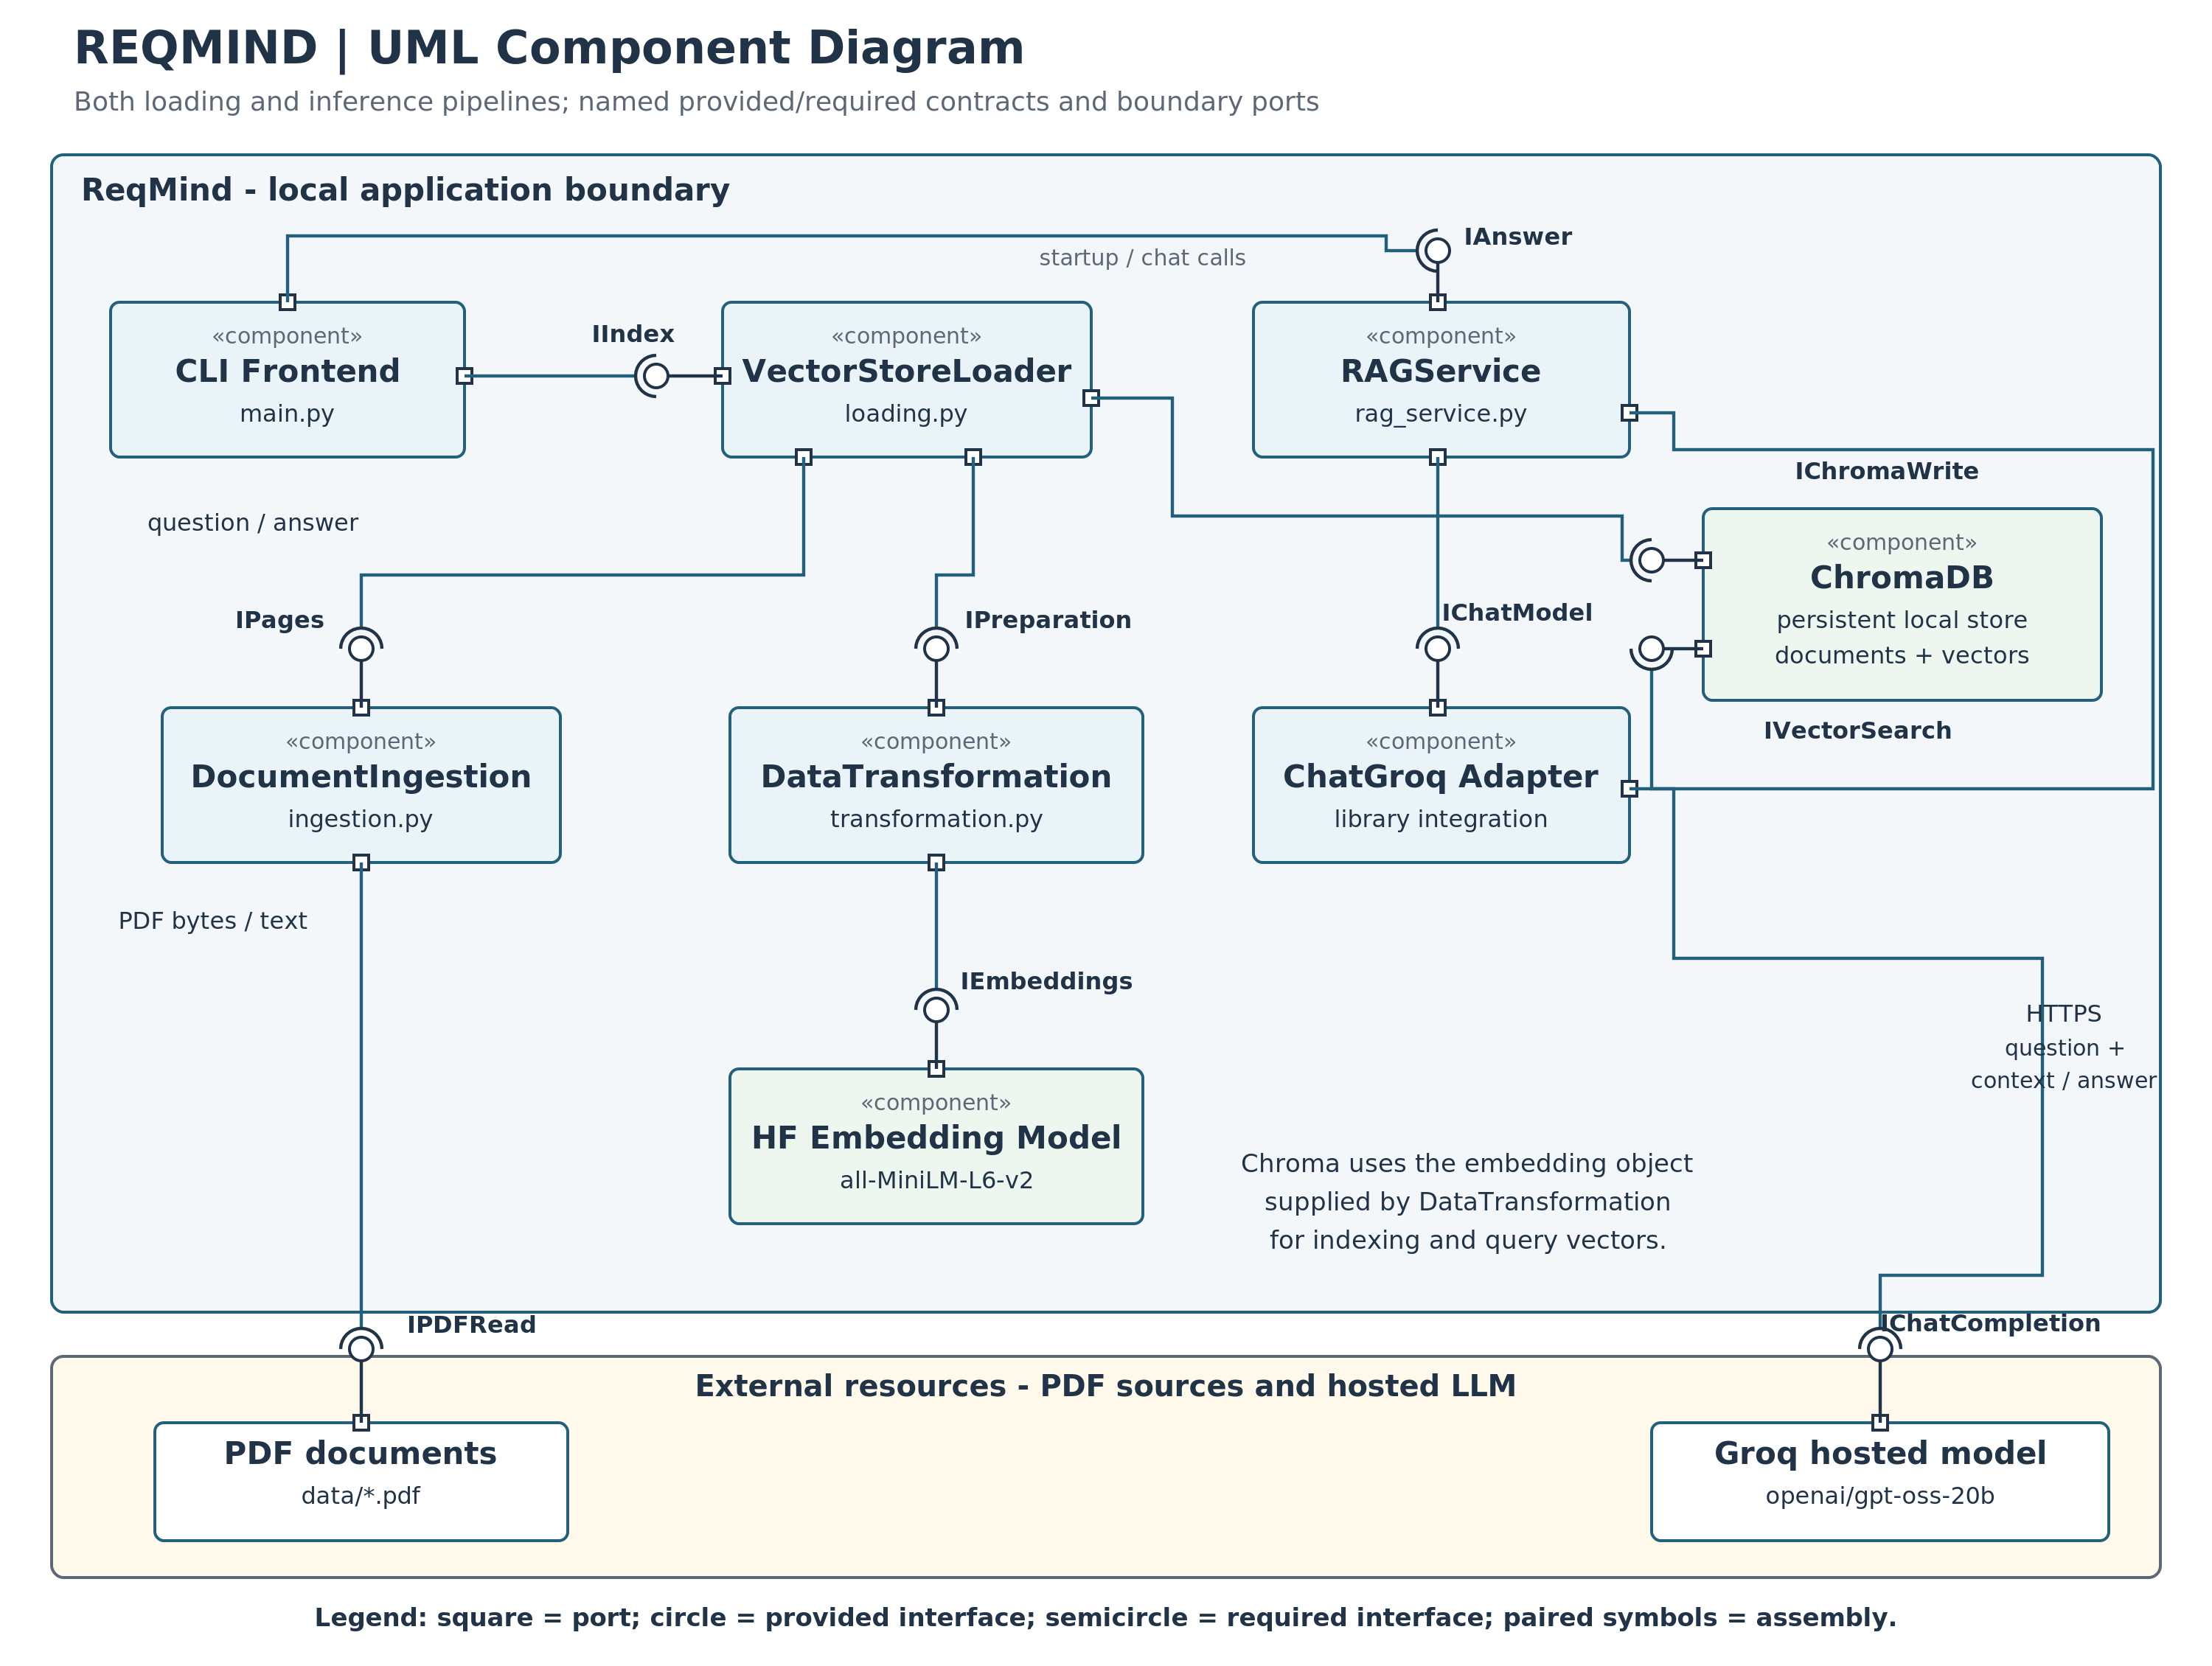 REQMIND | UML Component Diagram
Both loading and inference pipelines; named provided/required contracts and boundary ports
ReqMind - local application boundary
IAnswer
startup / chat calls
«component»
CLI Frontend
main.py
IIndex
«component»
VectorStoreLoader
loading.py
«component»
RAGService
rag_service.py
IChromaWrite
question / answer
«component»
ChromaDB
persistent local store
documents + vectors
IPages
IPreparation
IChatModel
IVectorSearch
«component»
DocumentIngestion
ingestion.py
«component»
DataTransformation
transformation.py
«component»
ChatGroq Adapter
library integration
PDF bytes / text
IEmbeddings
HTTPS
question +
context / answer
«component»
HF Embedding Model
all-MiniLM-L6-v2
Chroma uses the embedding object
supplied by DataTransformation
for indexing and query vectors.
IPDFRead
IChatCompletion
External resources - PDF sources and hosted LLM
PDF documents
data/*.pdf
Groq hosted model
openai/gpt-oss-20b
Legend: square = port; circle = provided interface; semicircle = required interface; paired symbols = assembly.